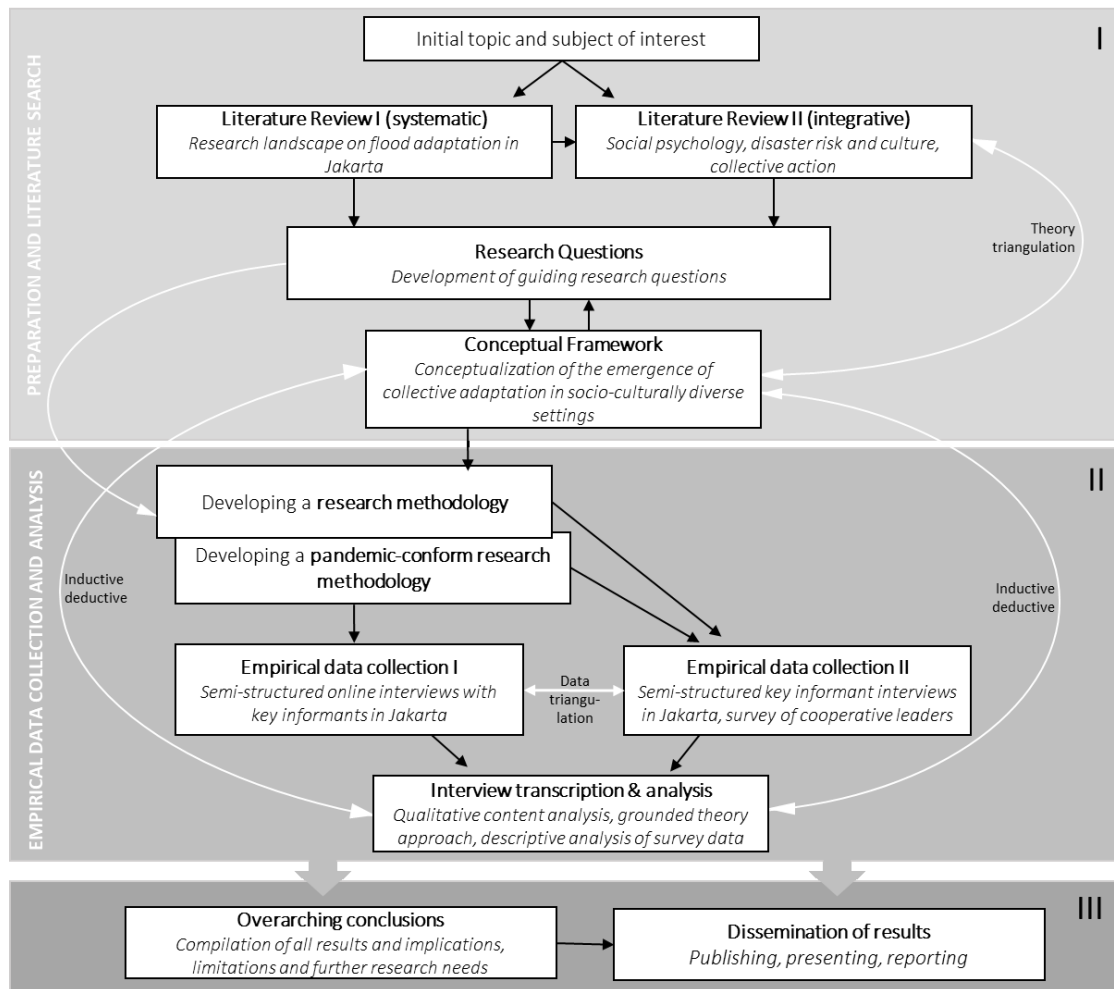 Initial topic and subject of interest
I
PREPARATION AND LITERATURE SEARCH
Literature Review I (systematic)
Research landscape on flood adaptation in
Jakarta
Literature Review II (integrative)
Social psychology, disaster risk and culture,
collective action
Theory
triangulation
Research Questions
Development of guiding research questions
Conceptual Framework
Conceptualization of the emergence of
collective adaptation in socio-culturally diverse
settings
II
EMPIRICAL DATA COLLECTION AND ANALYSIS
Developing a research methodology
Developing a pandemic-conform research
methodology
Inductive
deductive
Inductive
deductive
Empirical data collection I
Semi-structured online interviews with
key informants in Jakarta
Data
triangu-
lation
Empirical data collection II
Semi-structured key informant interviews
in Jakarta, survey of cooperative leaders
Interview transcription & analysis
Qualitative content analysis, grounded theory
approach, descriptive analysis of survey data
III
Overarching conclusions
Compilation of all results and implications,
limitations and further research needs
Dissemination of results
Publishing, presenting, reporting